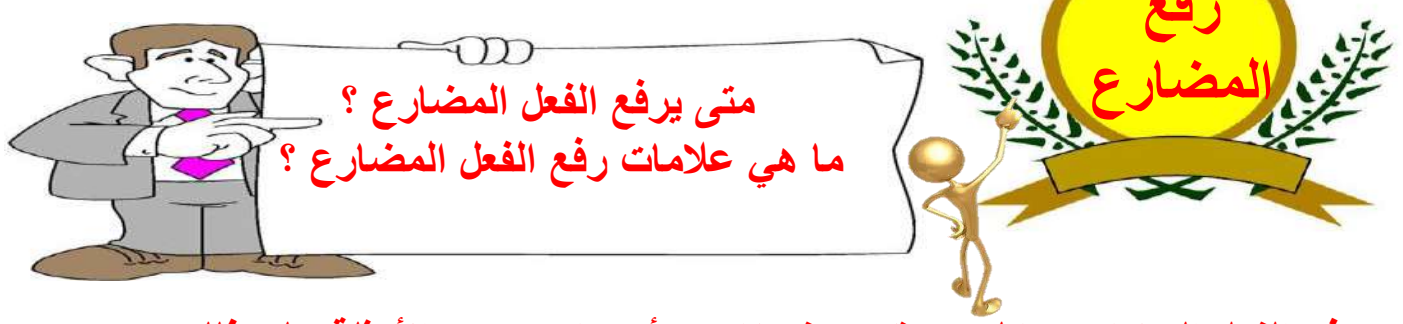 رفع
المضارع
متى يرفع الفعل المضارع ؟
ما هي علامات رفع الفعل المضارع ؟